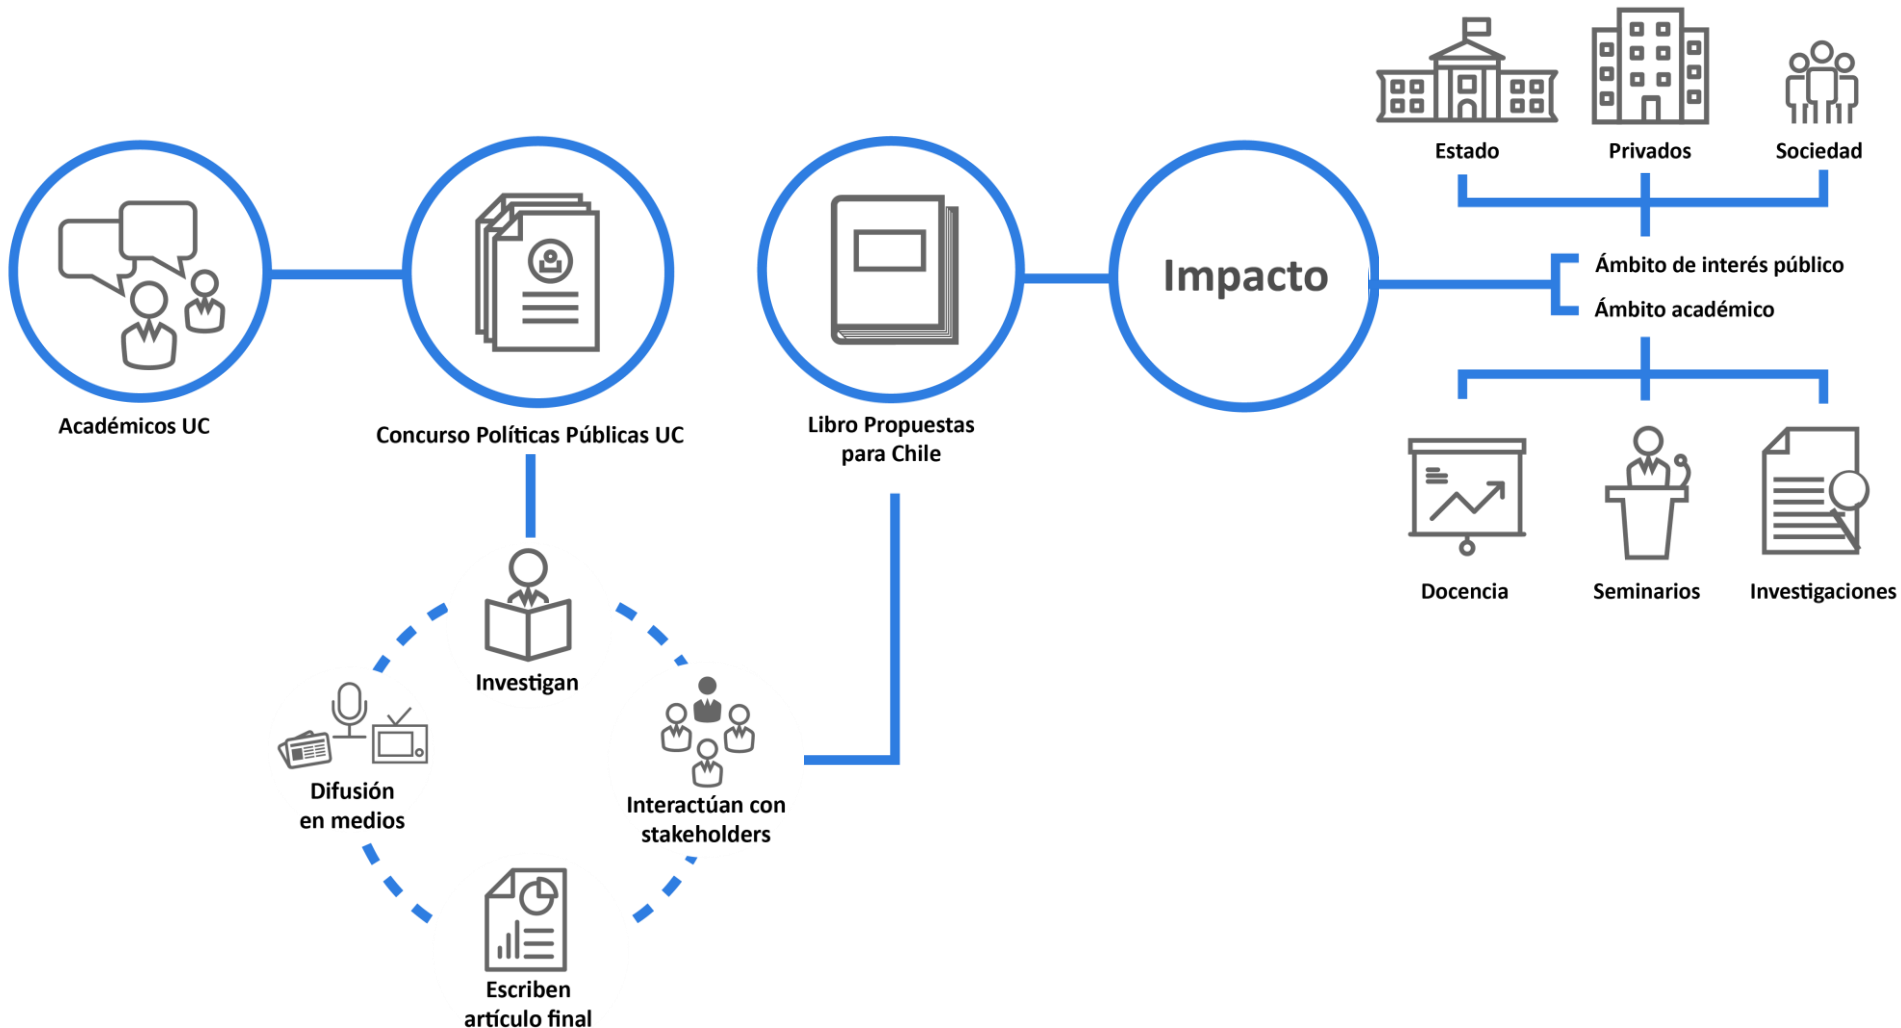 Académicos UC
Concurso Políticas Públicas UC
Investigan
Interactúan con
stakeholders
Escriben
artículo final
Difusión
en medios
Libro Propuestas
para Chile
Impacto
Estado
Privados
Sociedad
Ámbito de interés público
Ámbito académico
Docencia
Seminarios
Investigaciones